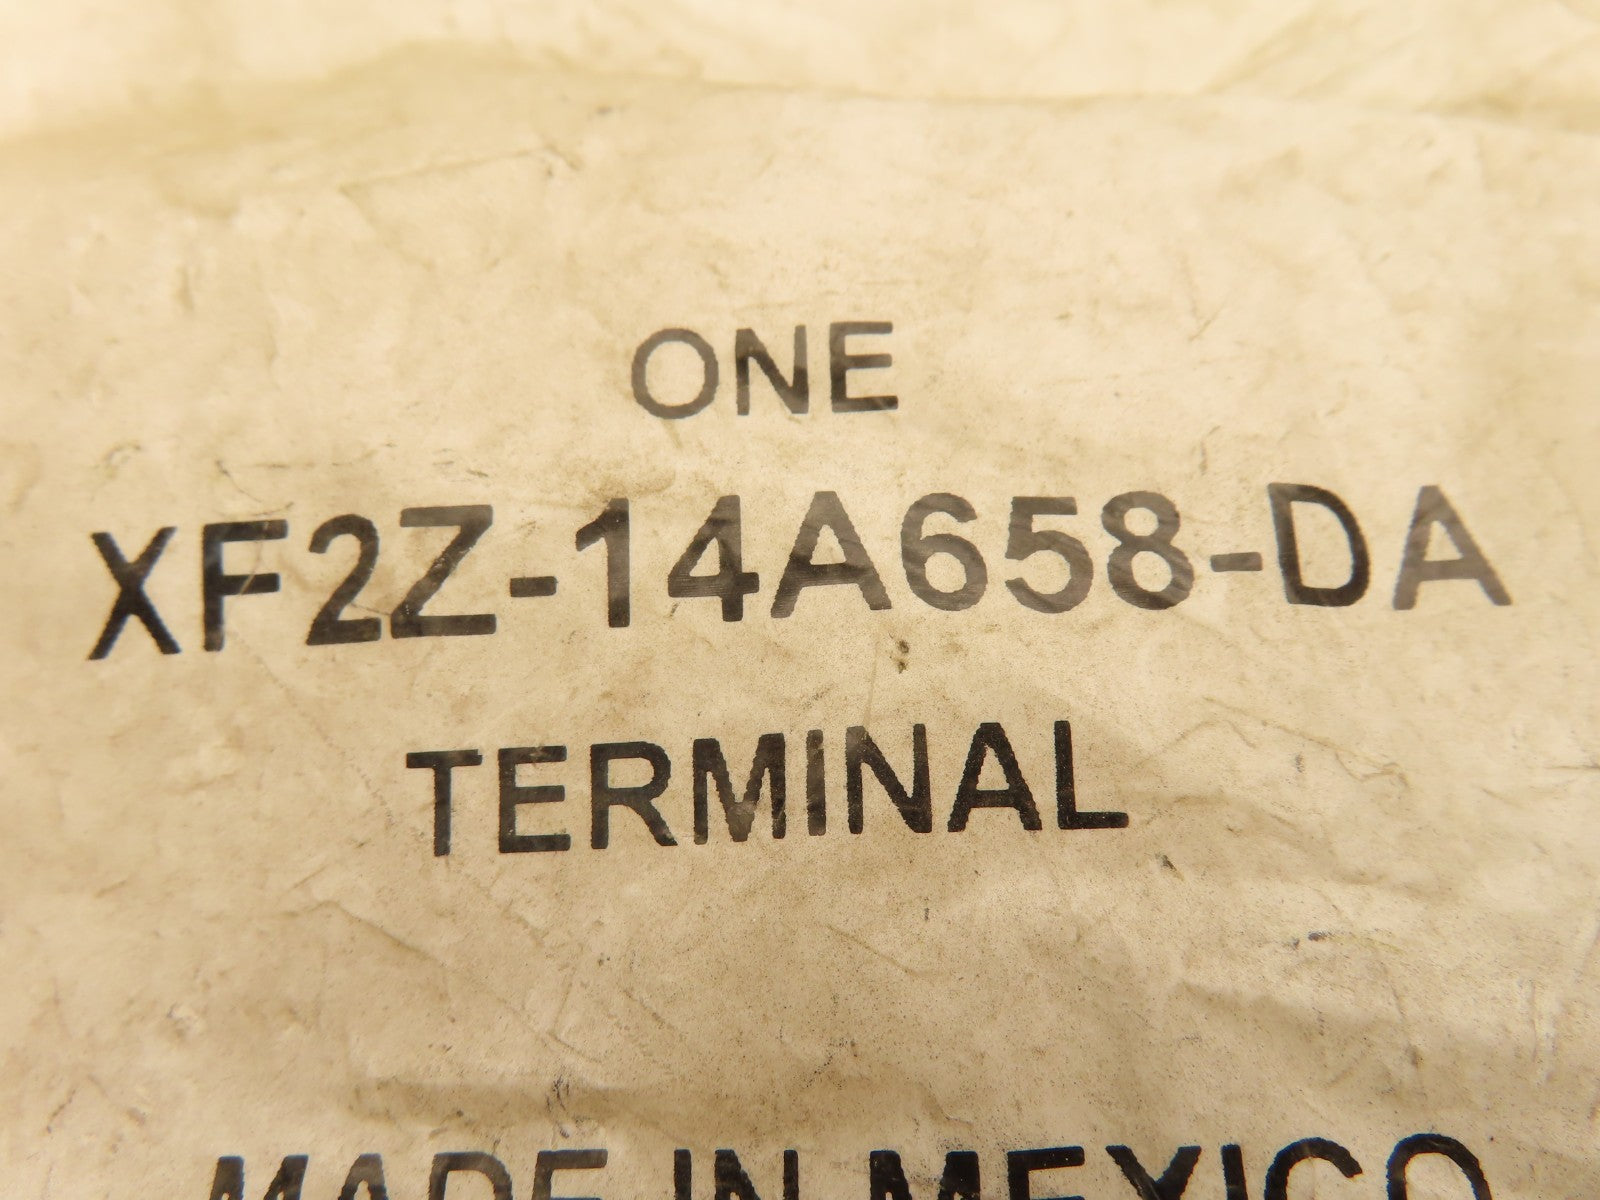 ONE
XF2Z-14A658-DA
TERMINAL
MADE IN MEXICO